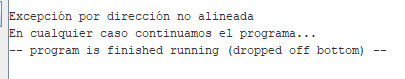 Excepción por dirección no alineada
En cualquier caso continuamos el programa...
-- program is finished running (dropped off bottom) --